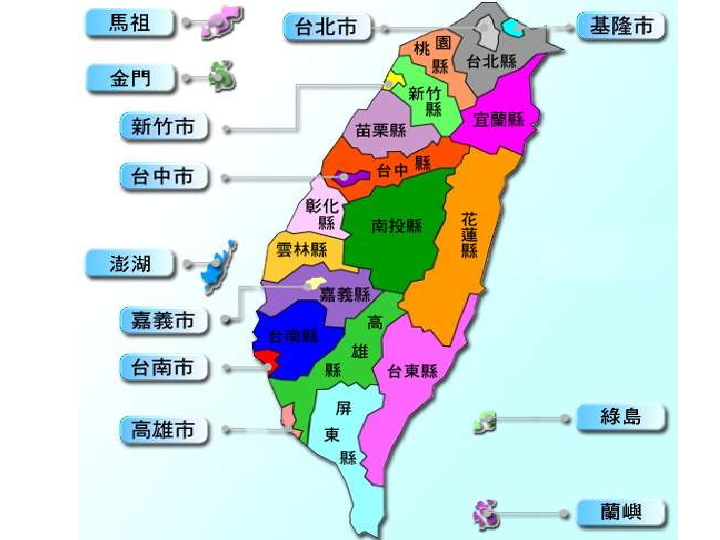 馬祖
台北市
基隆市
桃園縣
台北縣
金門
新竹縣
新竹市
宜蘭縣
苗栗縣
台中縣
台中市
彰化縣
南投縣
花蓮縣
雲林縣
澎湖
嘉義縣
嘉義市
高雄縣
台南縣
台南市
台東縣
屏東縣
高雄市
綠島
蘭嶼